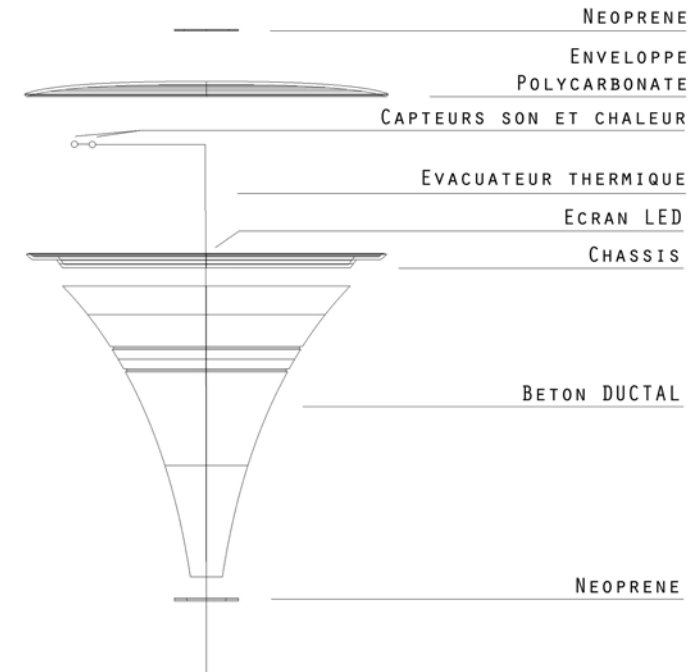 NEOPRENE
ENVELOPPE
POLYCARBONATE
CAPTEURS SON ET CHALEUR
EVACUATEUR THERMIQUE
ECRAN LED
CHASSIS
BETON DUCTAL
NEOPRENE